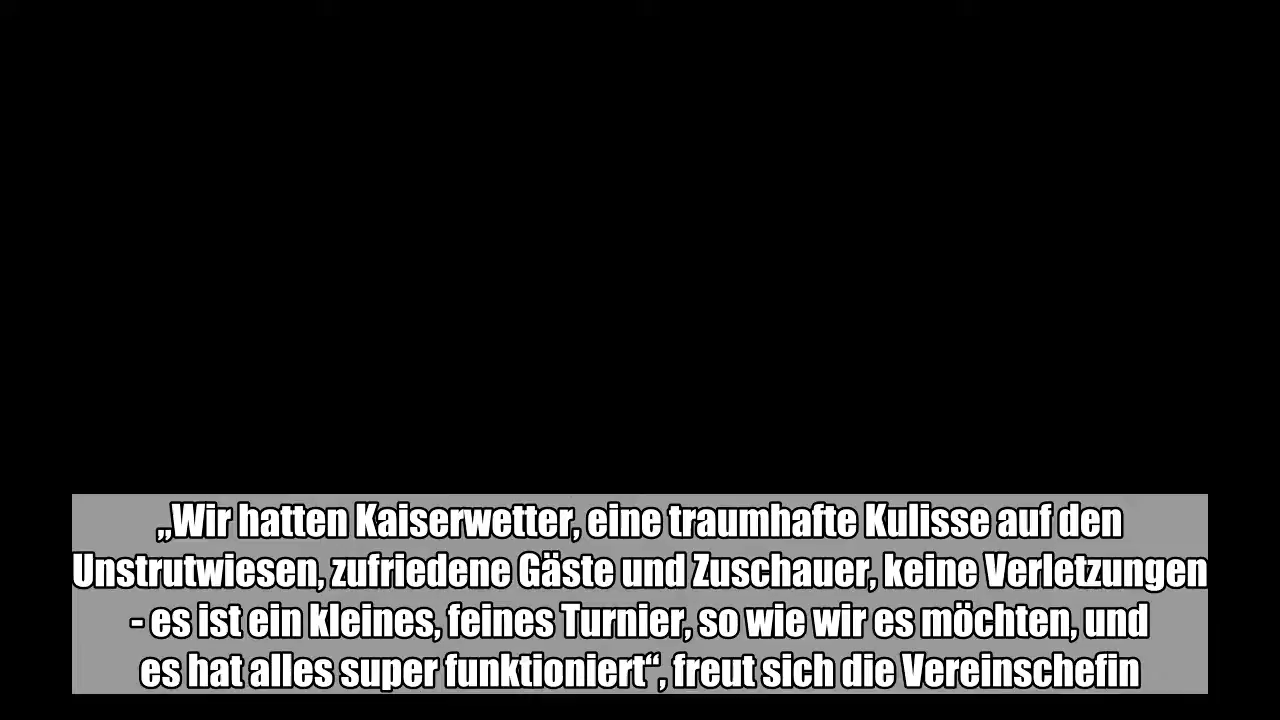 „Wir hatten Kaiserwetter, eine traumhafte Kulisse auf den
Unstrutwiesen, zufriedene Gäste und Zuschauer, keine Verletzungen
- es ist ein kleines, feines Turnier, so wie wir es möchten, und
es hat alles super funktioniert“, freut sich die Vereinschefin